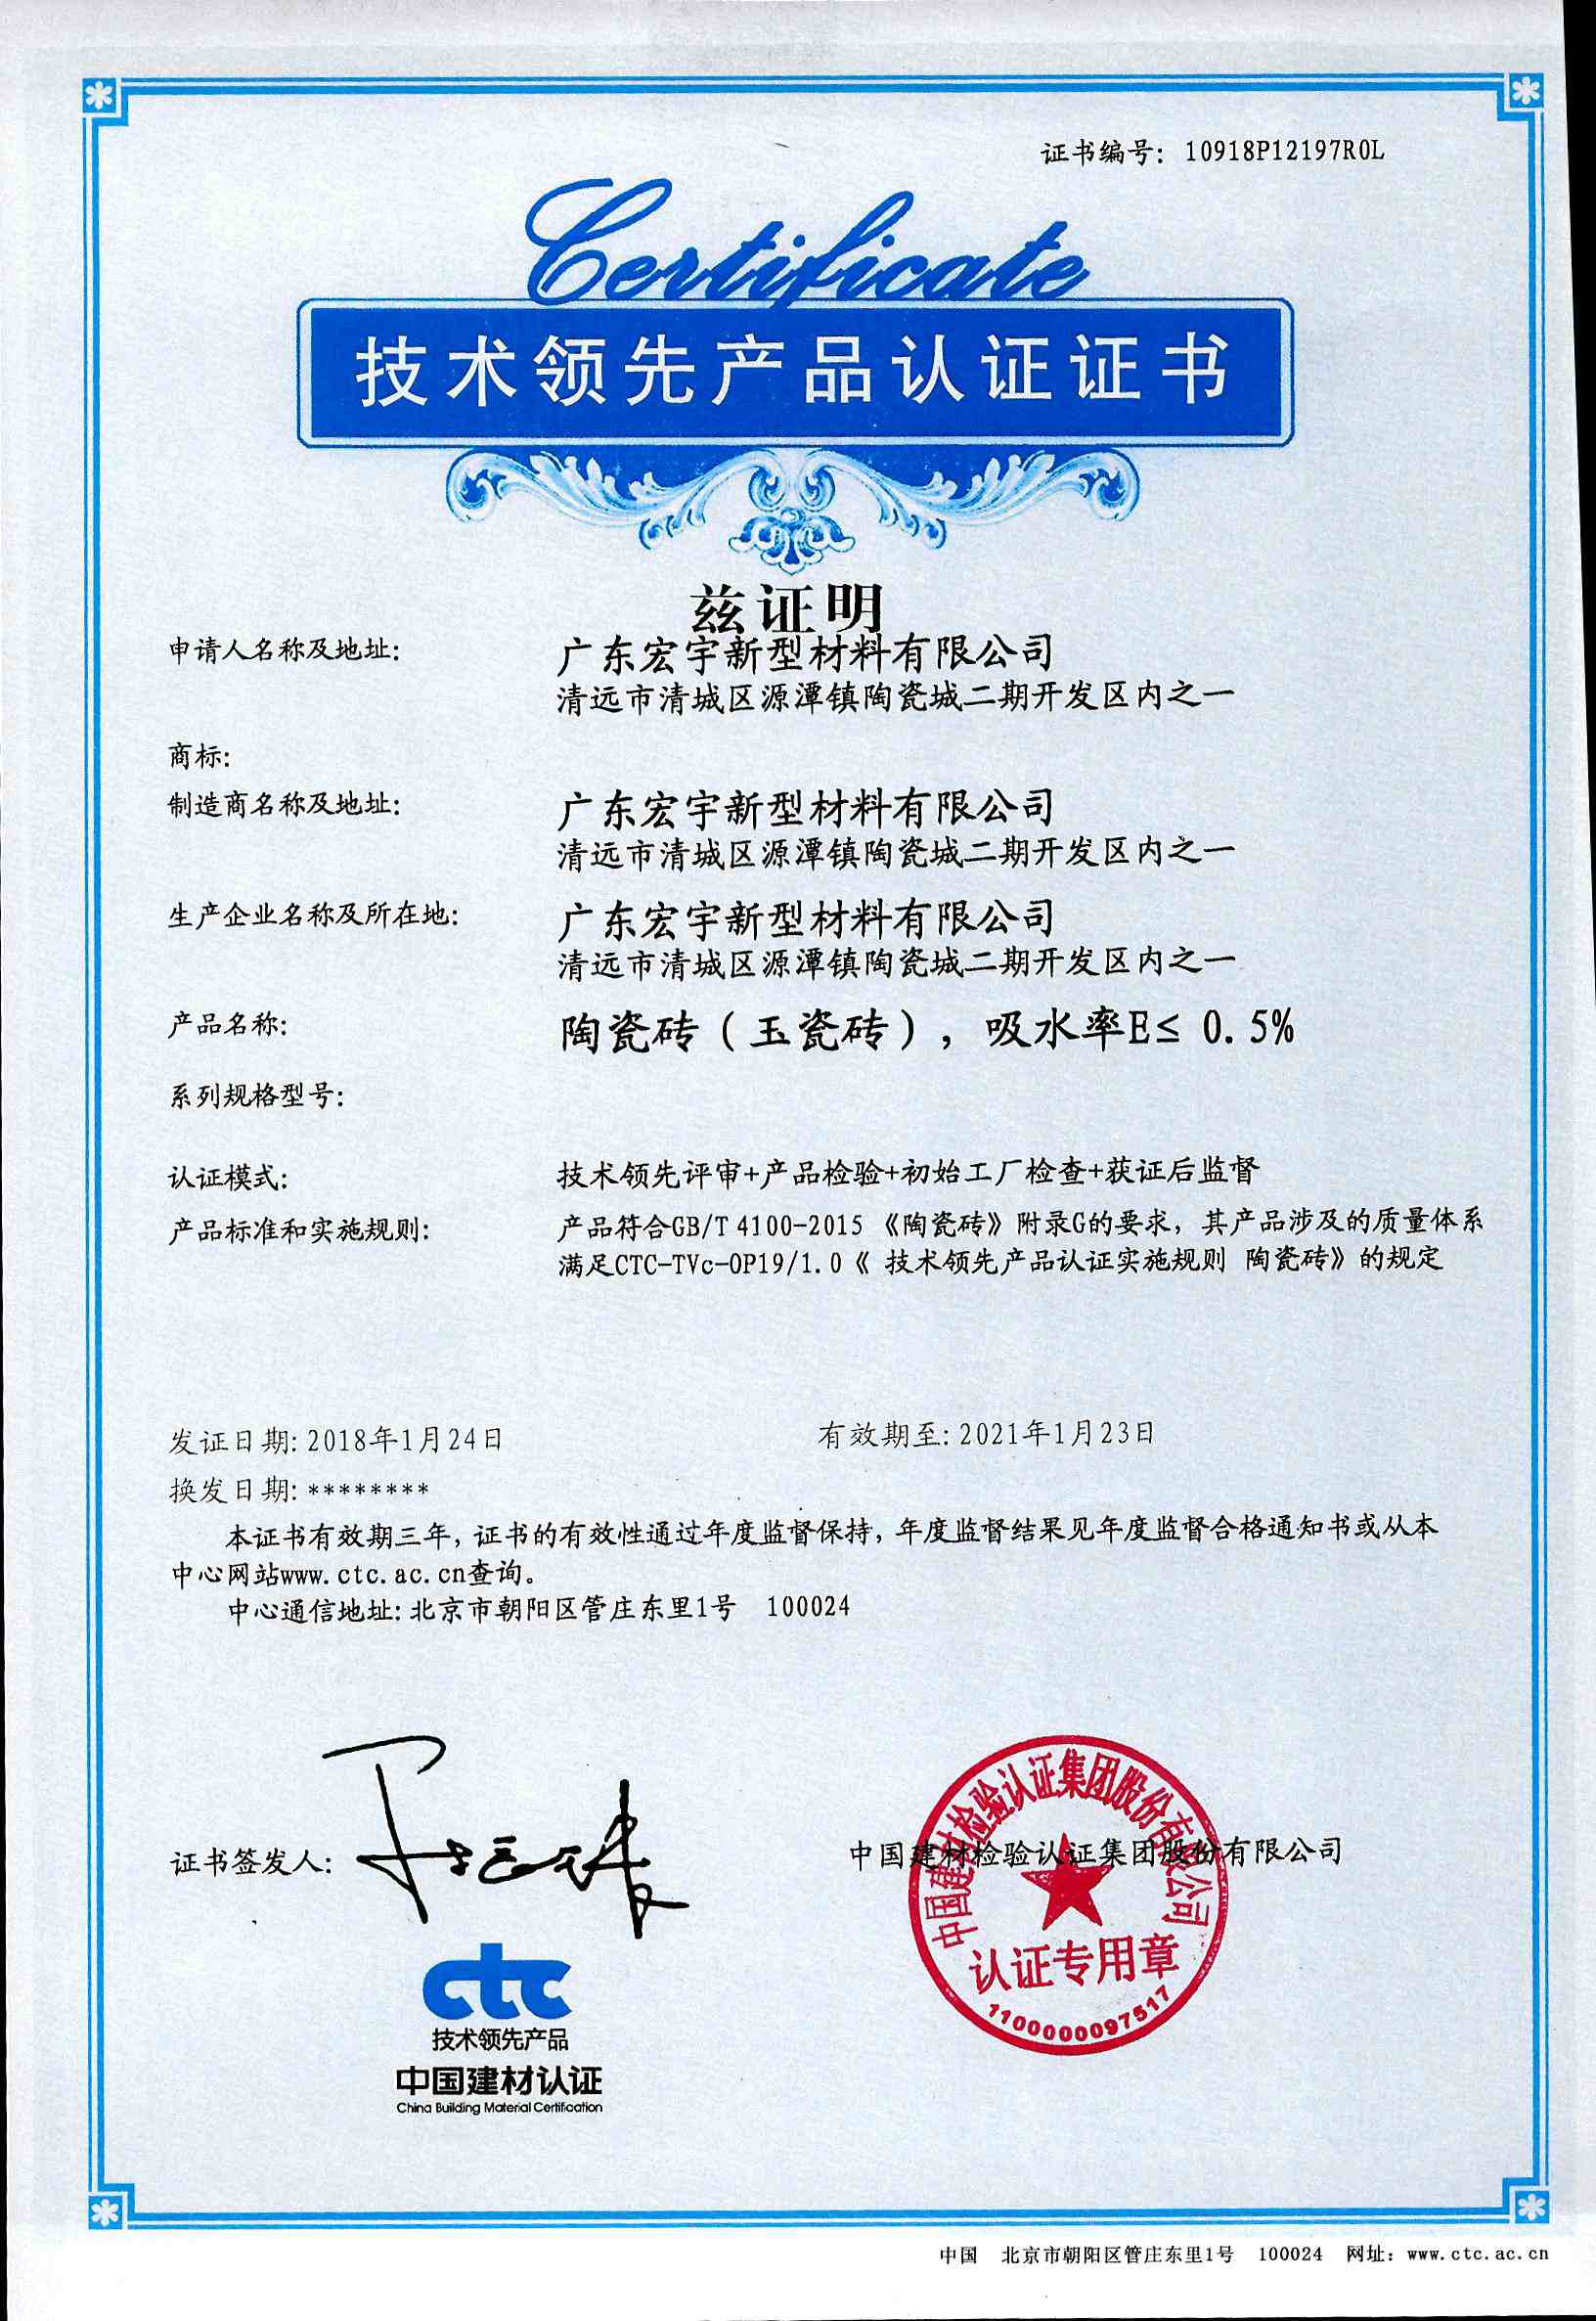 证书编号: 10918P12197R0L
Certificate
技术领先产品认证证书
兹证明
申请人名称及地址: 广东宏宇新型材料有限公司
清远市清城区源潭镇陶瓷城二期开发区内之一
商标:
制造商名称及地址: 广东宏宇新型材料有限公司
清远市清城区源潭镇陶瓷城二期开发区内之一
生产企业名称及所在地: 广东宏宇新型材料有限公司
清远市清城区源潭镇陶瓷城二期开发区内之一
产品名称: 陶瓷砖（玉瓷砖），吸水率E≤ 0.5%
系列规格型号:
认证模式: 技术领先评审+产品检验+初始工厂检查+获证后监督
产品标准和实施规则: 产品符合GB/T 4100-2015 《陶瓷砖》附录G的要求，其产品涉及的质量体系
满足CTC-TVc-OP19/1.0《 技术领先产品认证实施规则 陶瓷砖》的规定
发证日期: 2018年1月24日 有效期至: 2021年1月23日
换发日期: ********
本证书有效期三年, 证书的有效性通过年度监督保持, 年度监督结果见年度监督合格通知书或从本
中心网站www.ctc.ac.cn查询。
中心通信地址: 北京市朝阳区管庄东里1号 100024
证书签发人:
中国建材检验认证集团股份有限公司
中国建材检验认证集团股份有限公司
认证专用章
1100000097517
ctc
技术领先产品
中国建材认证
China Building Material Certification
中国 北京市朝阳区管庄东里1号 100024 网址: www.ctc.ac.cn